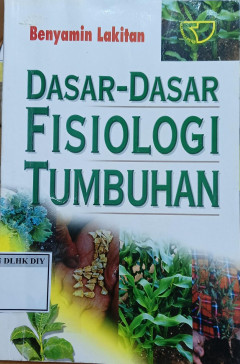 Benyamin Lakitan
DASAR-DASAR
FISIOLOGI
TUMBUHAN
DLHK DIY